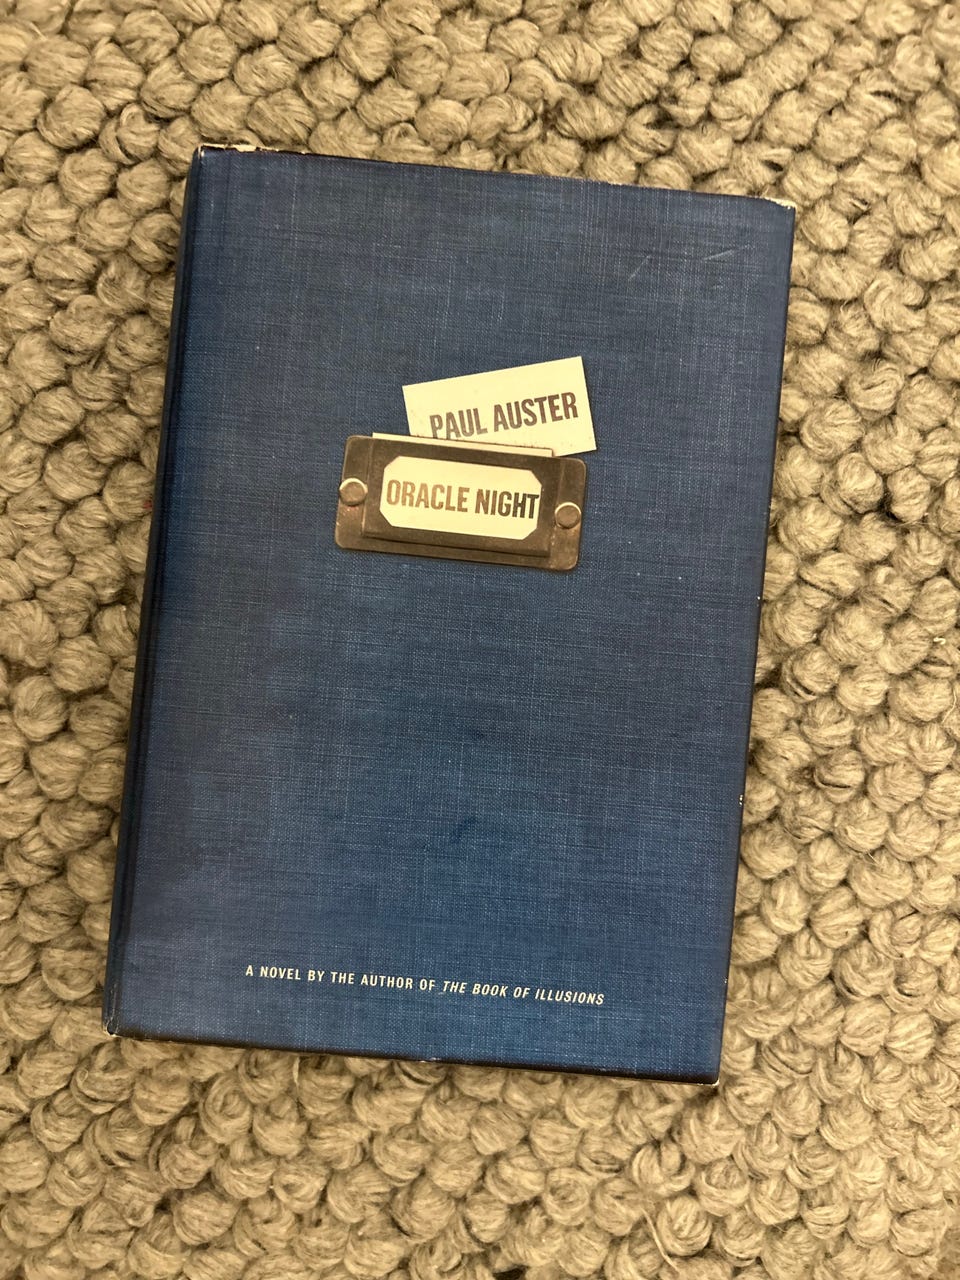 PAUL AUSTER
ORACLE NIGHT
A NOVEL BY THE AUTHOR OF THE BOOK OF ILLUSIONS